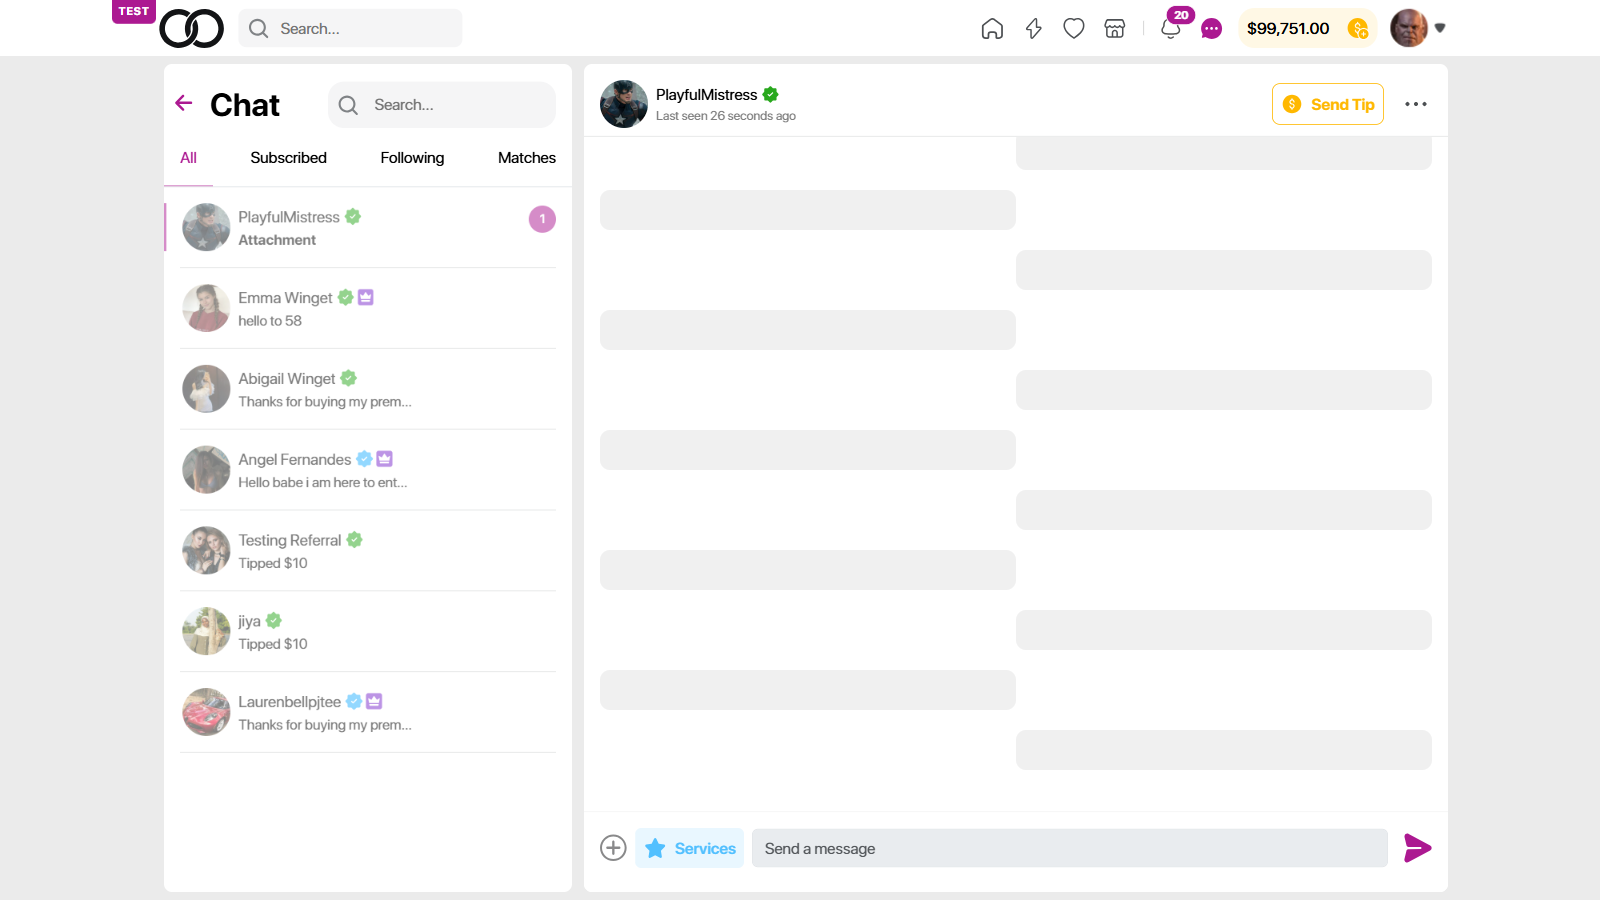 TEST
Search...
20
$99,751.00
Chat
Search...
All
Subscribed
Following
Matches
PlayfulMistress
Attachment
1
Emma Winget
hello to 58
Abigail Winget
Thanks for buying my prem...
Angel Fernandes
Hello babe i am here to ent...
Testing Referral
Tipped $10
jiya
Tipped $10
Laurenbellpjtee
Thanks for buying my prem...
PlayfulMistress
Last seen 26 seconds ago
Send Tip
Services
Send a message